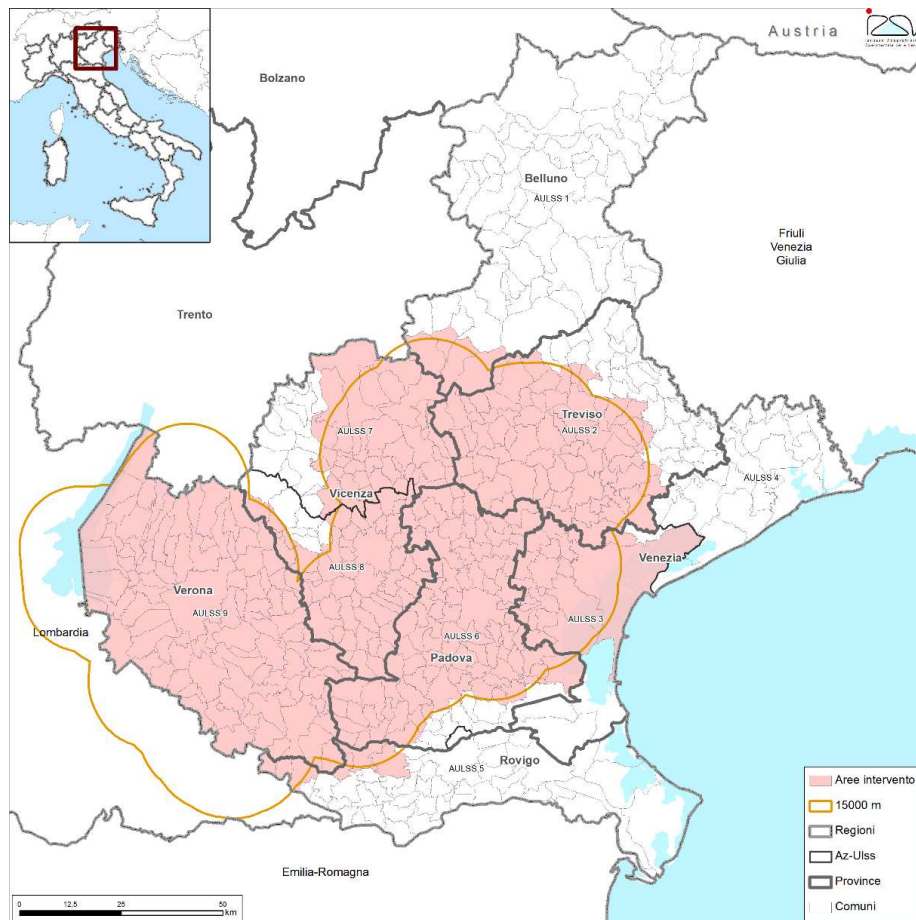 Austria
Bolzano
Belluno
AULSS 1
Friuli
Venezia
Giulia
Trento
Treviso
AULSS 2
AULSS 7
AULSS 4
Vicenza
Venezia
AULSS 8
Verona
AULSS 9
AULSS 3
Lombardia
AULSS 6
Padova
Rovigo
AULSS 5
Emilia-Romagna
Aree intervento
15000 m
Regioni
Az-Ulss
Province
Comuni
0 12,5 25 50
km